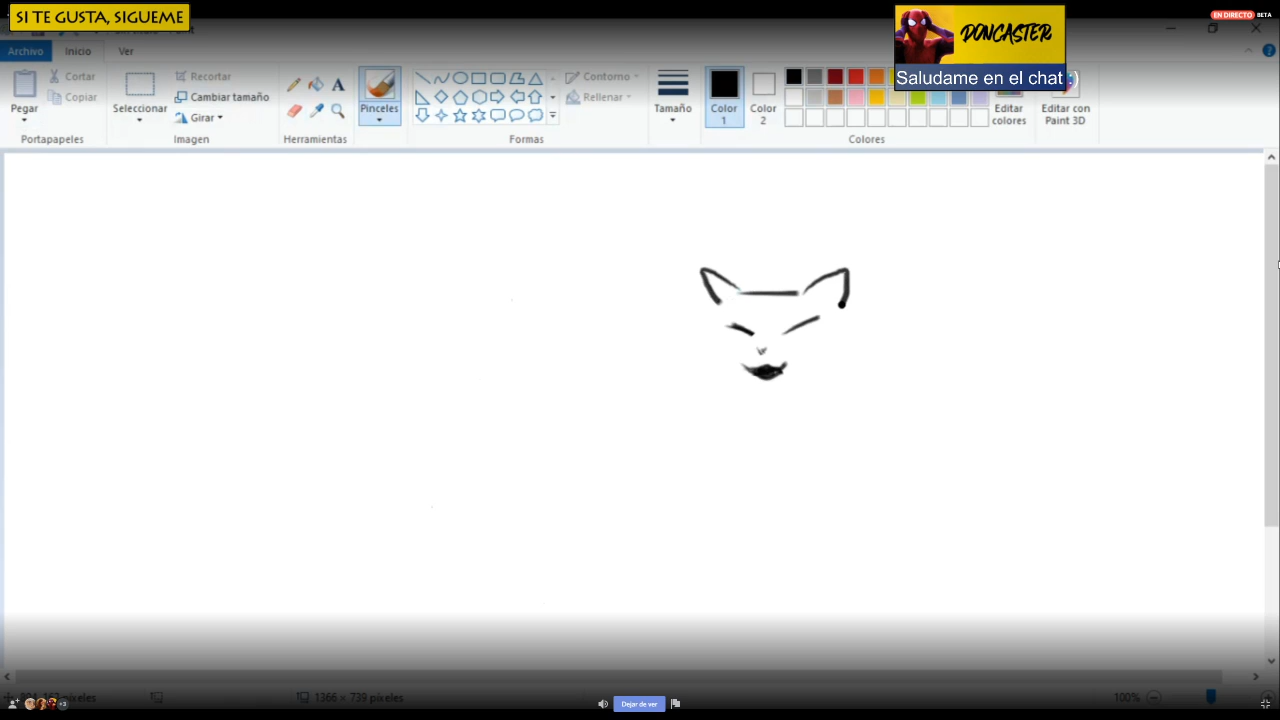 SI TE GUSTA, SIGUEME
DONCASTER
Saludame en el chat :)
EN DIRECTO BETA
Archivo Inicio Ver
Pegar
Cortar
Copiar
Portapapeles
Seleccionar
Recortar
Cambiar tamaño
Girar
Imagen
A
Herramientas
Pinceles
Formas
Contorno
Rellenar
Tamaño
Color
1
Color
2
Editar
colores
Editar con
Paint 3D
Colores
1366 × 739 píxeles
100%
+3
Dejar de ver